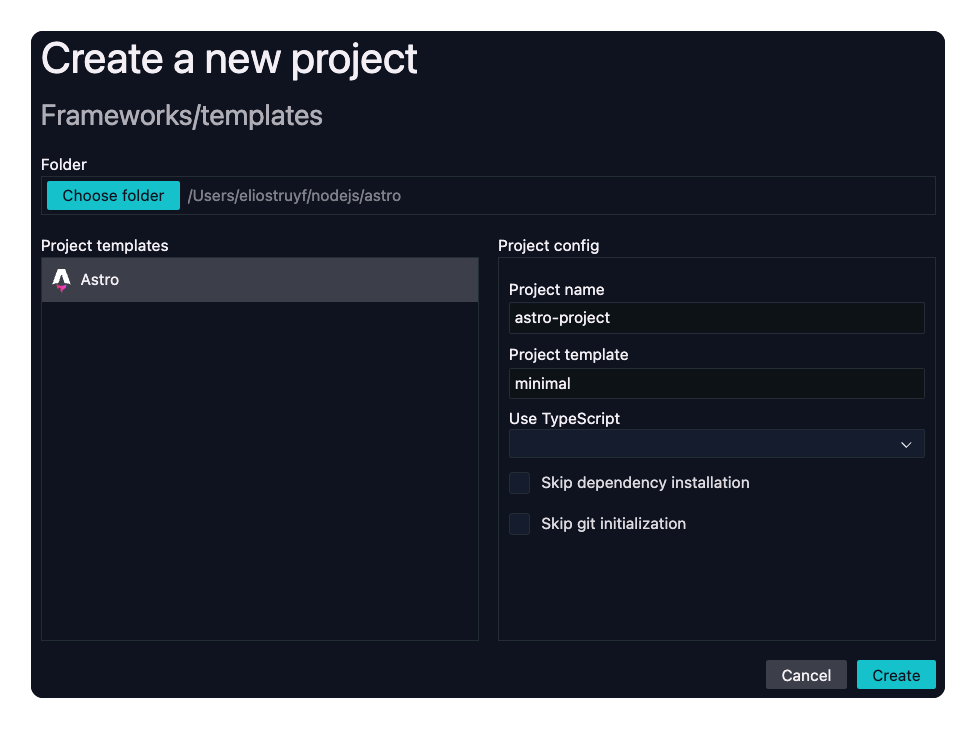 Create a new project
Frameworks/templates
Folder
Choose folder /Users/eliostruyf/nodejs/astro
Project templates
Astro
Project config
Project name
astro-project
Project template
minimal
Use TypeScript
Skip dependency installation
Skip git initialization
Cancel Create